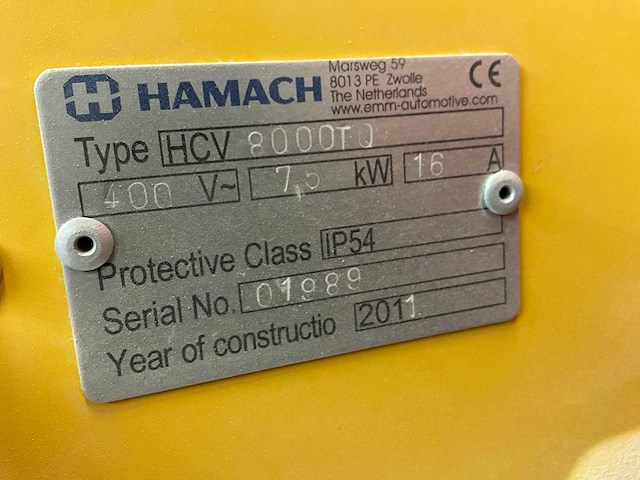 HAMACH
Marsweg 59
8013 PE Zwolle
The Netherlands
www.emm-automotive.com
CE
Type HCV 8000TQ
400 V~ 7,5 kW 16 A
Protective Class IP54
Serial No. 01989
Year of constructio 2011